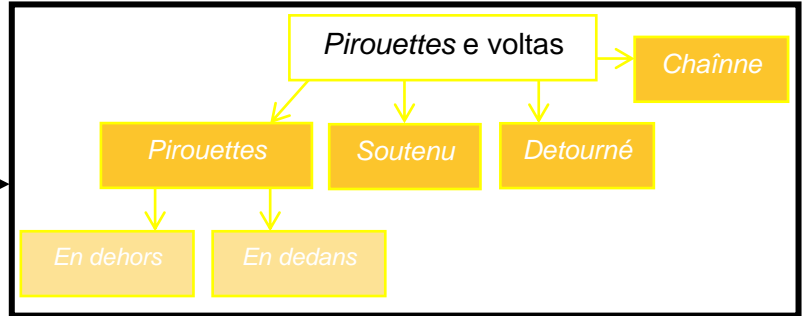 Pirouettes e voltas
Chaînne
Pirouettes
Soutenu
Detourné
En dehors
En dedans